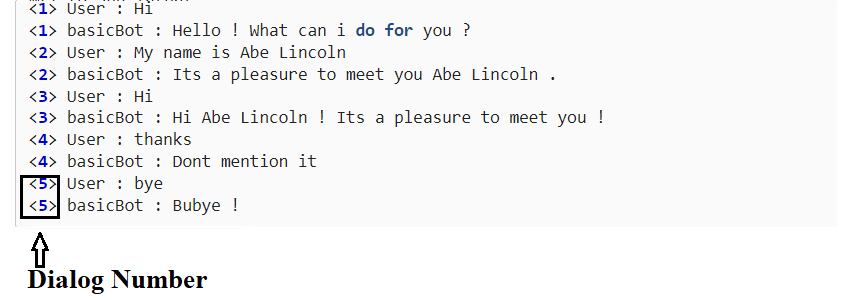 <1> User : Hi
<1> basicBot : Hello ! What can i do for you ?
<2> User : My name is Abe Lincoln
<2> basicBot : Its a pleasure to meet you Abe Lincoln .
<3> User : Hi
<3> basicBot : Hi Abe Lincoln ! Its a pleasure to meet you !
<4> User : thanks
<4> basicBot : Dont mention it
<5> User : bye
<5> basicBot : Bubye !
Dialog Number